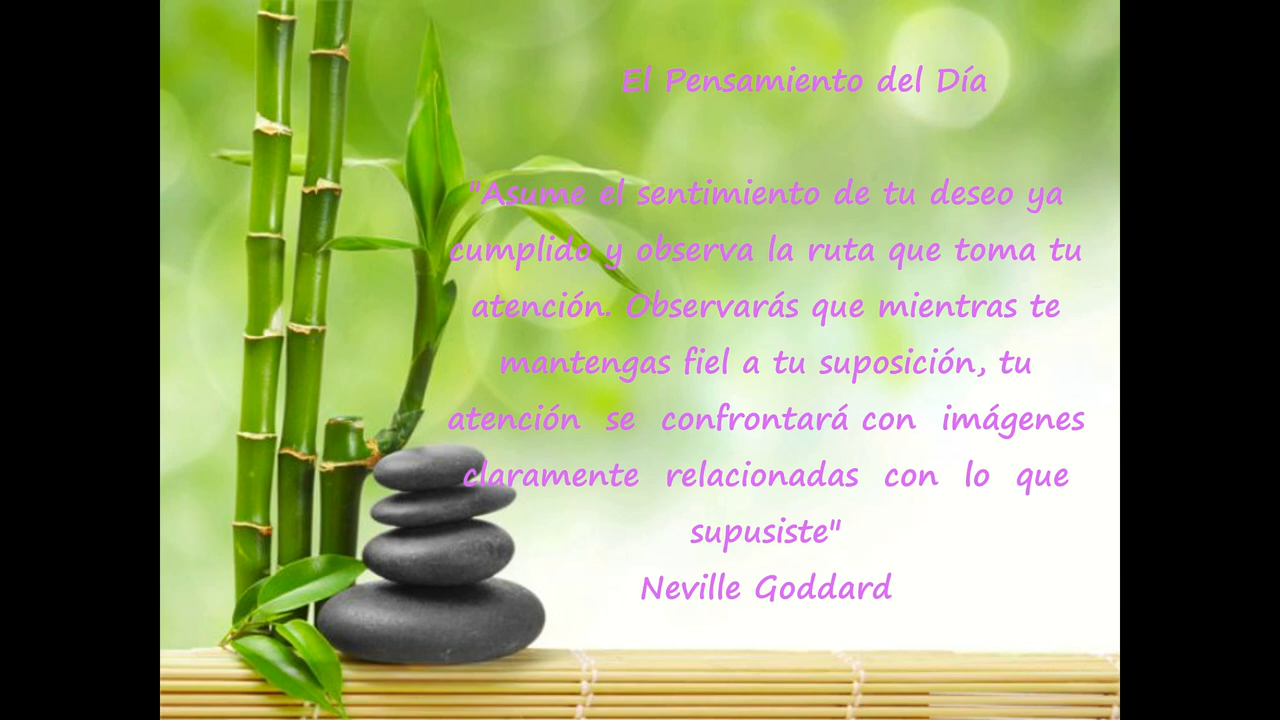 El Pensamiento del Día
"Asume el sentimiento de tu deseo ya
cumplido y observa la ruta que toma tu
atención. Observarás que mientras te
mantengas fiel a tu suposición, tu
atención se confrontará con imágenes
claramente relacionadas con lo que
supusiste"
Neville Goddard